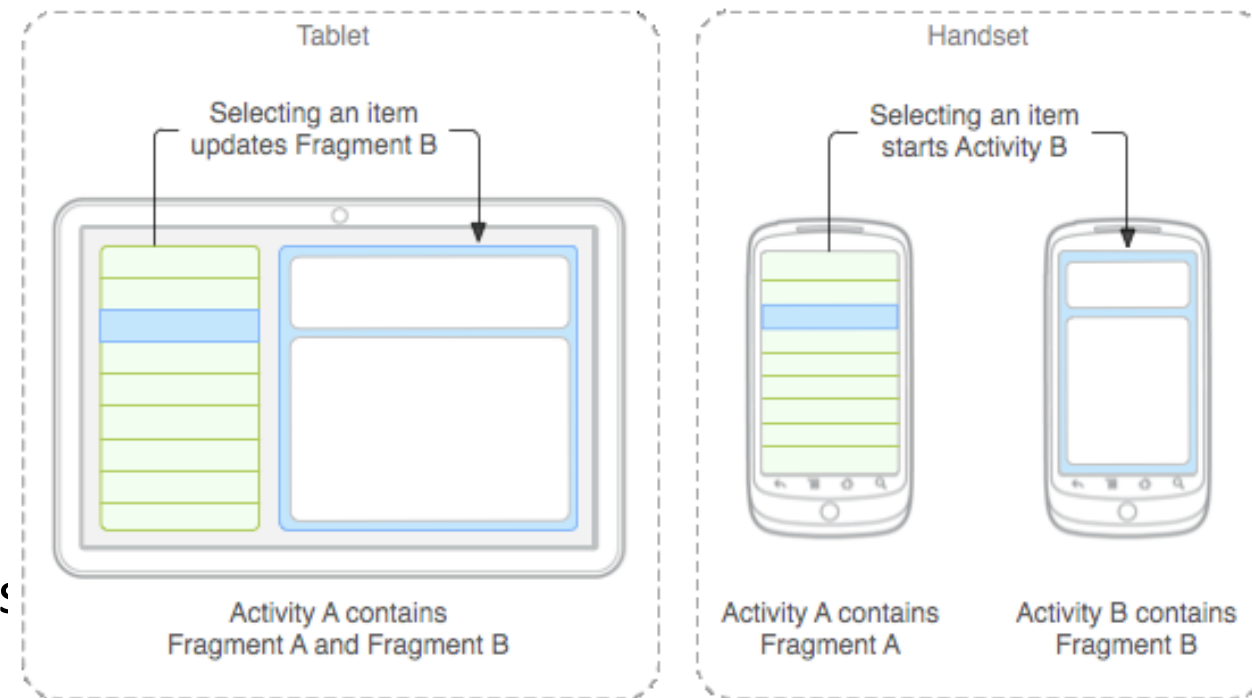 Tablet
Selecting an item
updates Fragment B
Activity A contains
Fragment A and Fragment B
Handset
Selecting an item
starts Activity B
Activity A contains
Fragment A
Activity B contains
Fragment B